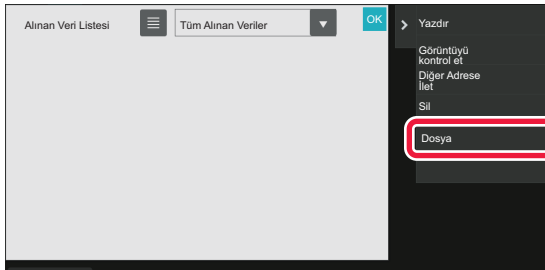 Alınan Veri Listesi
Tüm Alınan Veriler
OK
Yazdır
Görüntüyü
kontrol et
Diğer Adrese
İlet
Sil
Dosya